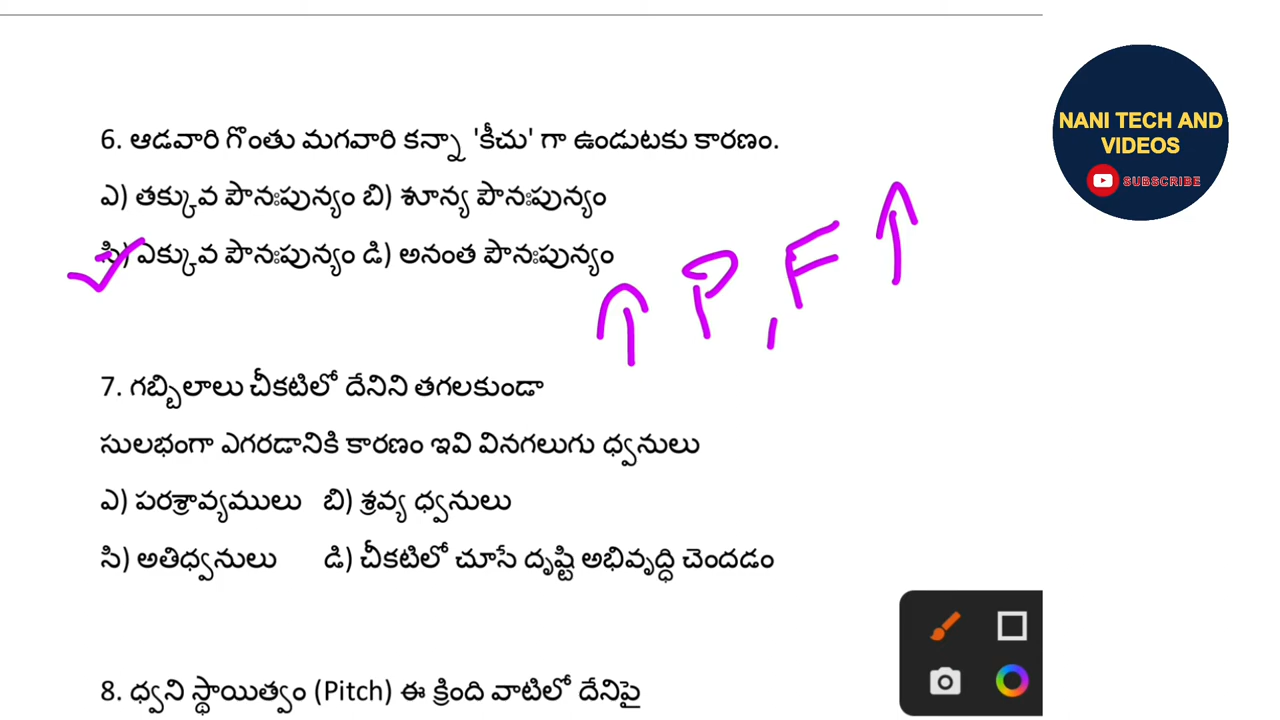 6. ఆడవారి గొంతు మగవారి కన్నా 'కీచు' గా ఉండుటకు కారణం.
ఎ) తక్కువ పౌనఃపున్యం బి) శూన్య పౌనఃపున్యం
సి) ఎక్కువ పౌనఃపున్యం డి) అనంత పౌనఃపున్యం
↑ P, F ↑
7. గబ్బిలాలు చీకటిలో దేనిని తగలకుండా
సులభంగా ఎగరడానికి కారణం ఇవి వినగలుగు ధ్వనులు
ఎ) పరశ్రావ్యములు బి) శ్రవ్య ధ్వనులు
సి) అతిధ్వనులు డి) చీకటిలో చూసే దృష్టి అభివృద్ధి చెందడం
8. ధ్వని స్థాయిత్వం (Pitch) ఈ క్రింది వాటిలో దేనిపై
NANI TECH AND
VIDEOS
SUBSCRIBE